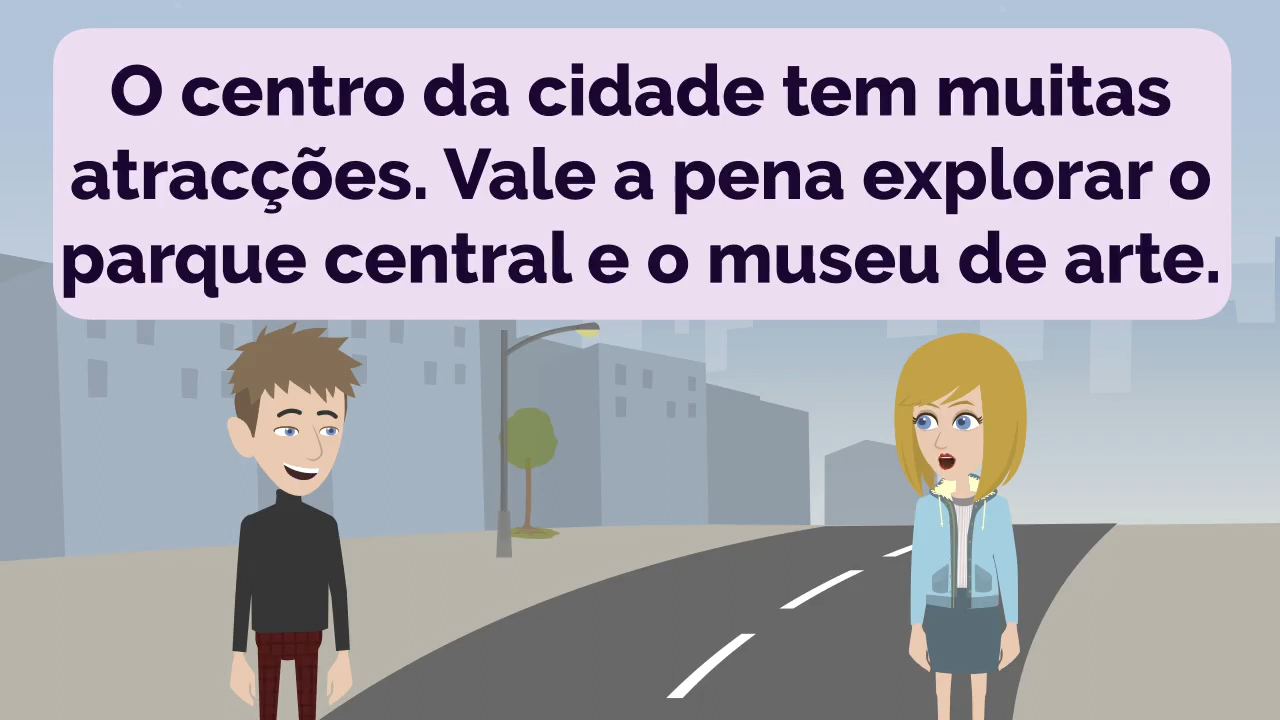 O centro da cidade tem muitas
atracções. Vale a pena explorar o
parque central e o museu de arte.